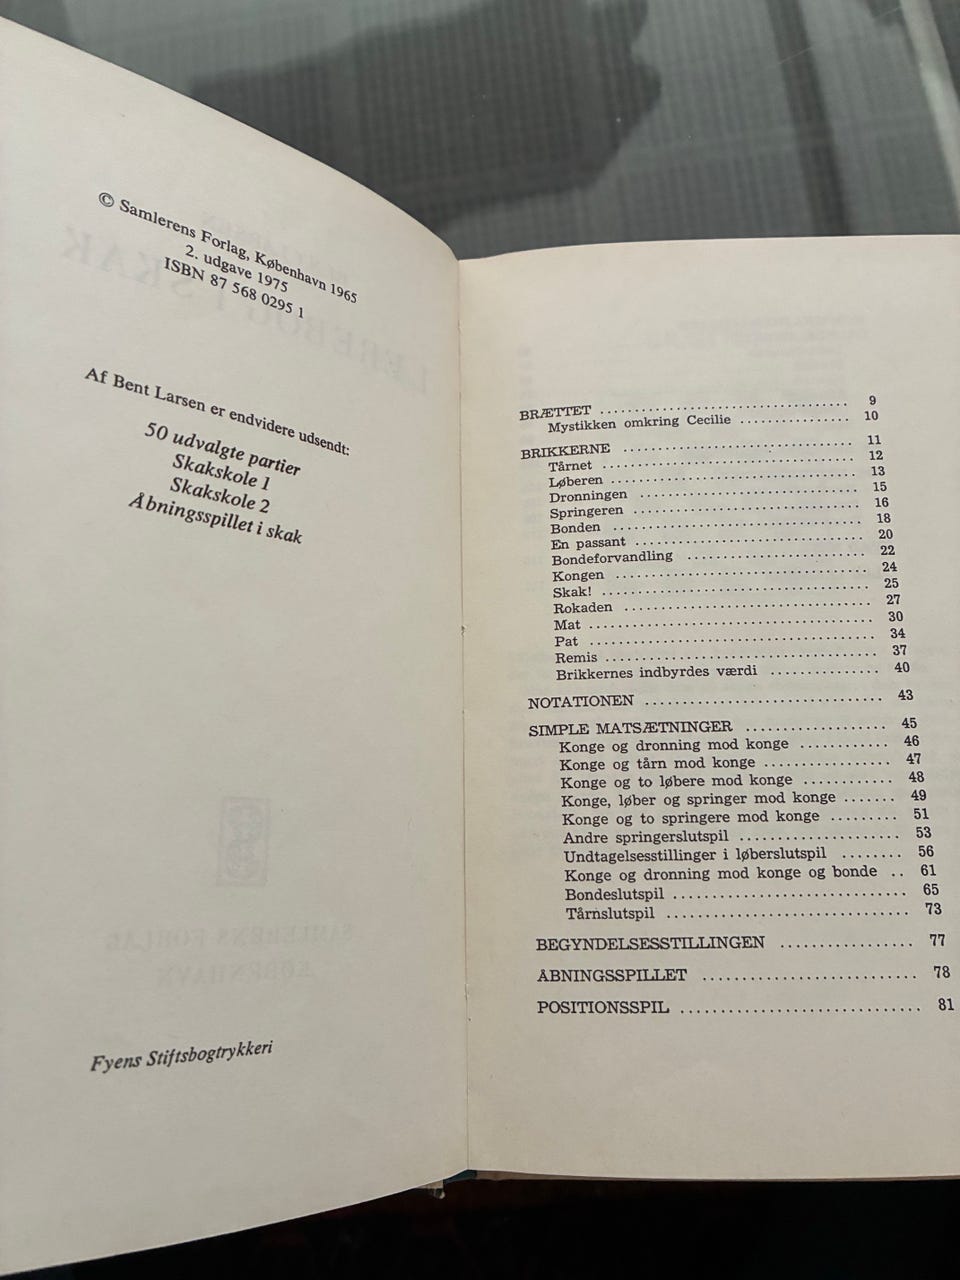 © Samlerens Forlag, København 1965
2. udgave 1975
ISBN 87 568 0295 1
Af Bent Larsen er endvidere udsendt:
50 udvalgte partier
Skakskole 1
Skakskole 2
Åbningsspillet i skak
Fyens Stiftsbogtrykkeri
BRÆTTET ........................ 9
Mystikken omkring Cecilie ........................ 10
BRIKKERNE ........................ 11
Tårnet ........................ 12
Løberen ........................ 13
Dronningen ........................ 15
Springeren ........................ 16
Bonden ........................ 18
En passant ........................ 20
Bondeforvandling ........................ 22
Kongen ........................ 24
Skak! ........................ 25
Rokaden ........................ 27
Mat ........................ 30
Pat ........................ 34
Remis ........................ 37
Brikkernes indbyrdes værdi ............. 40
NOTATIONEN ........................ 43
SIMPLE MATSÆTNINGER ................. 45
Konge og dronning mod konge ........... 46
Konge og tårn mod konge ............... 47
Konge og to løbere mod konge ........... 48
Konge, løber og springer mod konge ....... 49
Konge og to springere mod konge ......... 51
Andre springerslutspil .................... 53
Undtagelsesstillinger i løberslutspil ........ 56
Konge og dronning mod konge og bonde .. 61
Bondeslutspil ........................ 65
Tårnslutspil ........................ 73
BEGYNDELSESSTILLINGEN ................. 77
ÅBNINGSSPILLET ........................ 78
POSITIONSSPIL ........................ 81